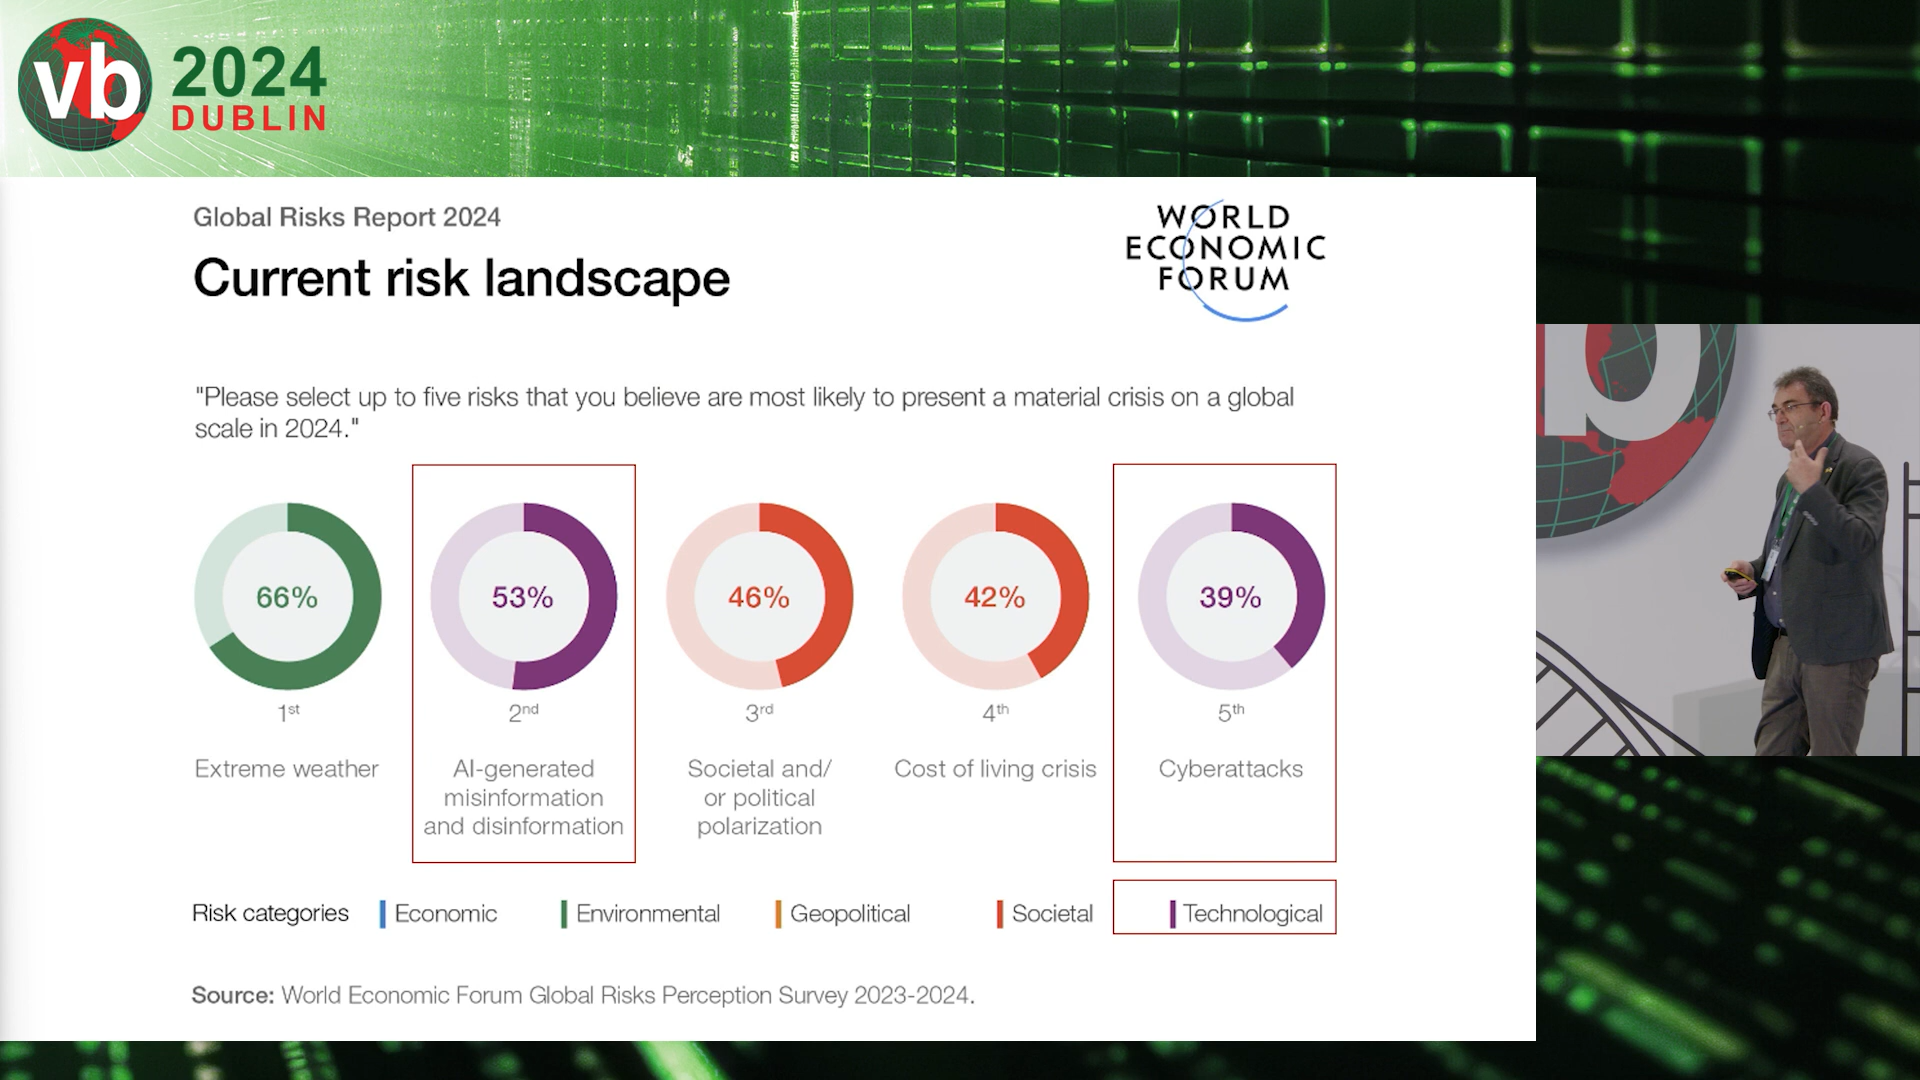 vb 2024
DUBLIN
Global Risks Report 2024
Current risk landscape
WORLD
ECONOMIC
FORUM
"Please select up to five risks that you believe are most likely to present a material crisis on a global
scale in 2024."
66%
53%
46%
42%
39%
1st
2nd
3rd
4th
5th
Extreme weather
AI-generated
misinformation
and disinformation
Societal and/
or political
polarization
Cost of living crisis
Cyberattacks
Risk categories
Economic
Environmental
Geopolitical
Societal
Technological
Source: World Economic Forum Global Risks Perception Survey 2023-2024.
b